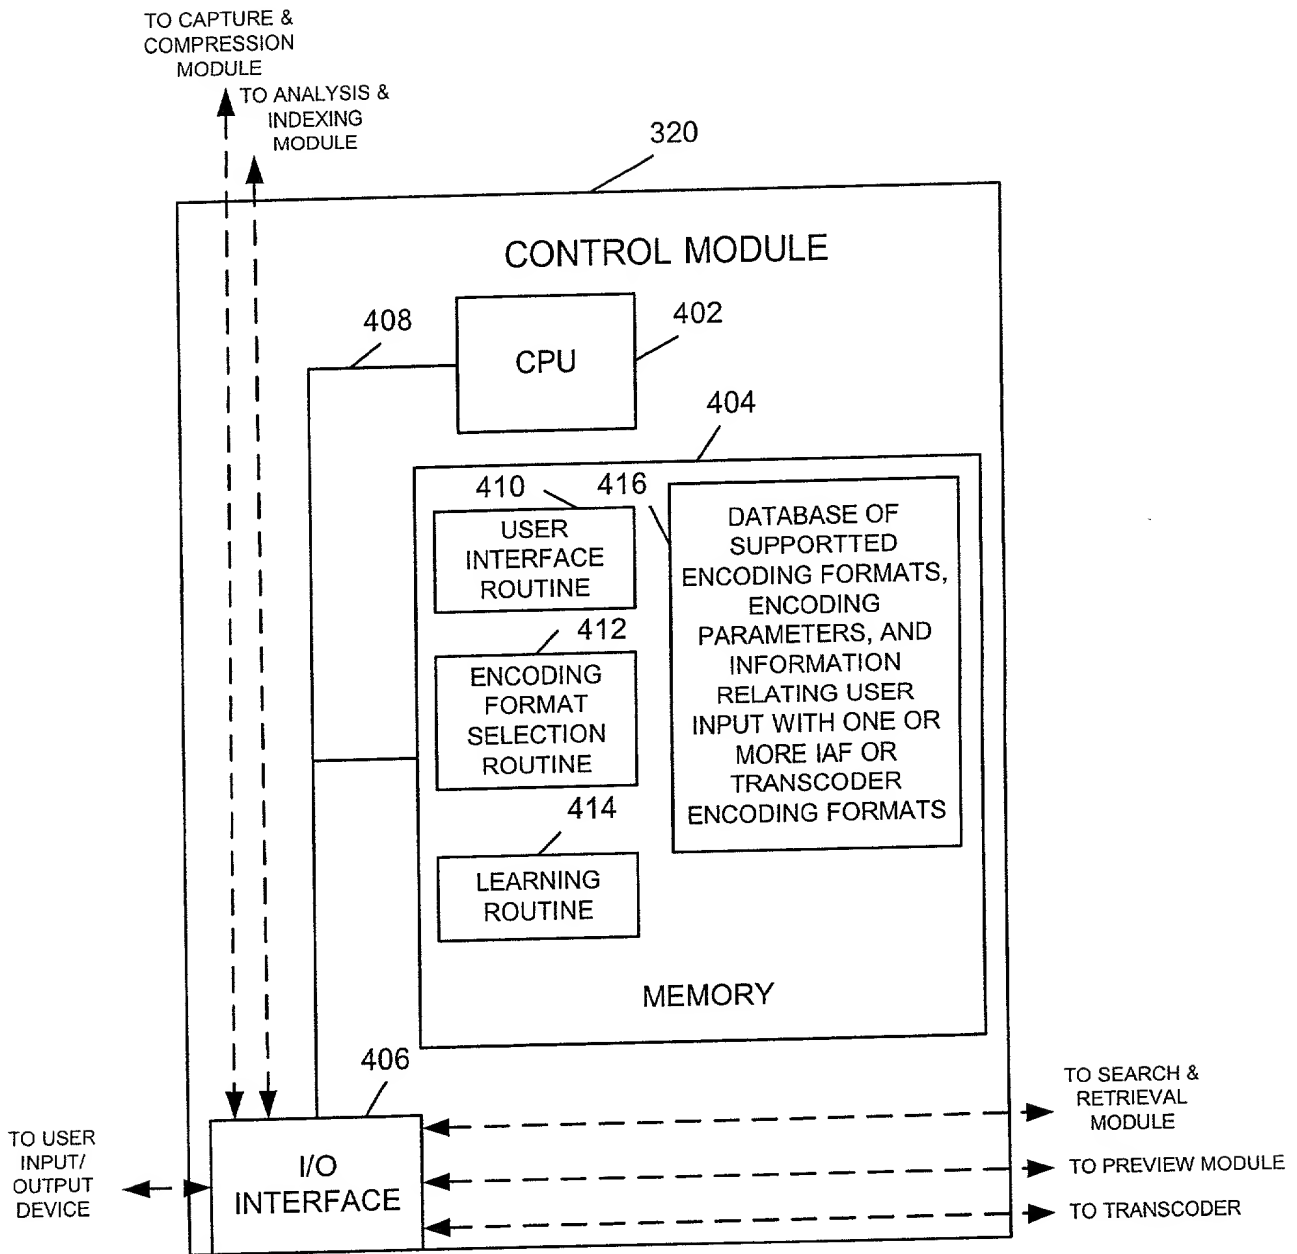 TO CAPTURE &
COMPRESSION
MODULE
TO ANALYSIS &
INDEXING
MODULE
320
CONTROL MODULE
408
CPU
402
404
410
416
USER
INTERFACE
ROUTINE
DATABASE OF
SUPPORTTED
ENCODING FORMATS,
ENCODING
PARAMETERS, AND
INFORMATION
RELATING USER
INPUT WITH ONE OR
MORE IAF OR
TRANSCODER
ENCODING FORMATS
412
ENCODING
FORMAT
SELECTION
ROUTINE
414
LEARNING
ROUTINE
MEMORY
406
I/O
INTERFACE
TO USER
INPUT/
OUTPUT
DEVICE
TO SEARCH &
RETRIEVAL
MODULE
TO PREVIEW MODULE
TO TRANSCODER